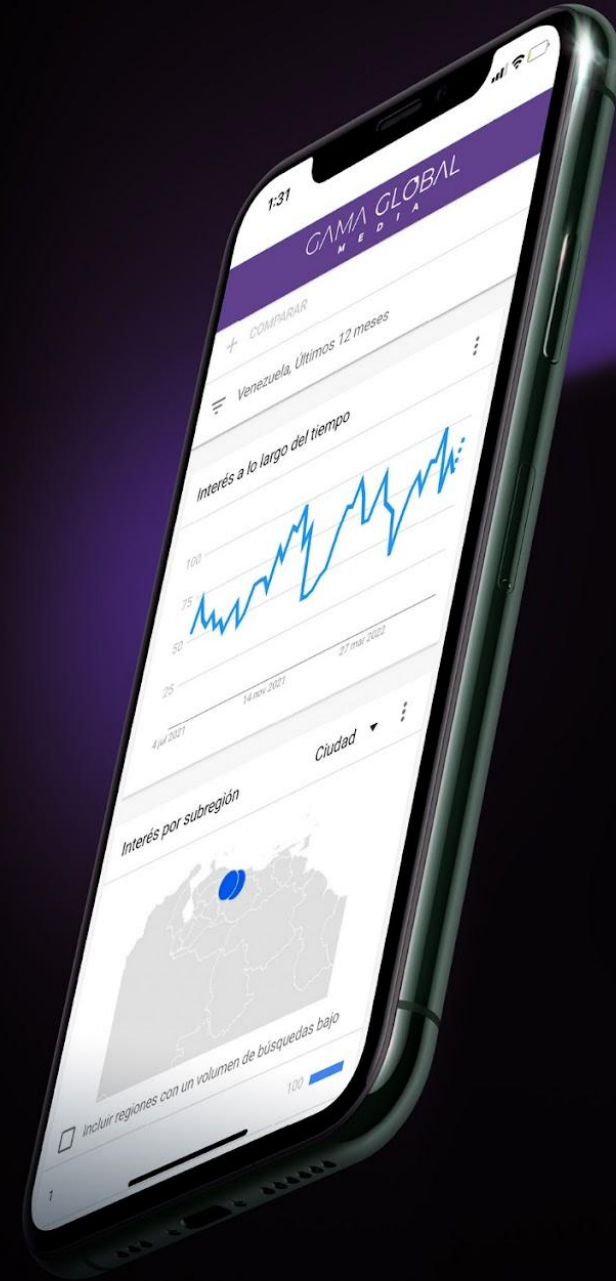 1:31
GAMA GLOBAL
MEDIA
+ COMPARAR
Venezuela, Últimos 12 meses
Interés a lo largo del tiempo
100
75
50
25
4 jul 2021
14 nov 2021
27 mar 2022
Ciudad
Interés por subregión
Incluir regiones con un volumen de búsquedas bajo
1
100